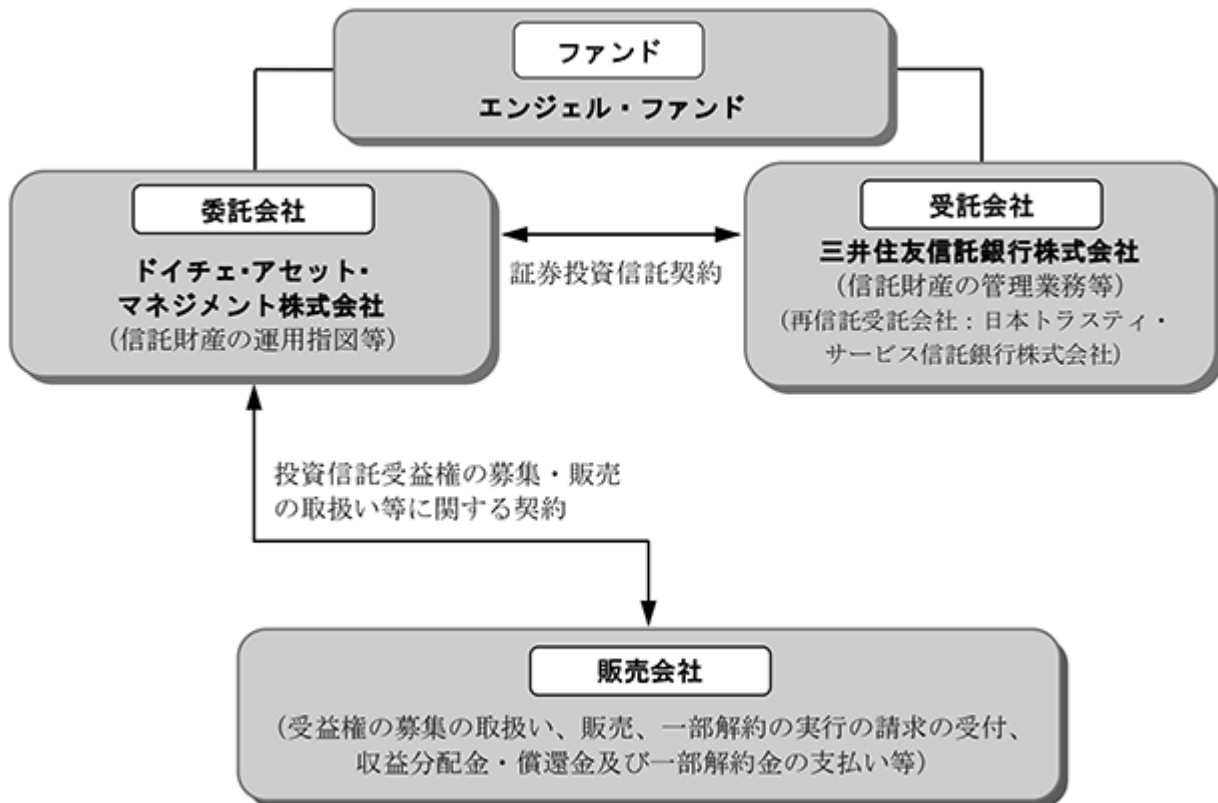 ファンド
エンジェル・ファンド
委託会社
ドイチェ・アセット・
マネジメント株式会社
(信託財産の運用指図等)
証券投資信託契約
受託会社
三井住友信託銀行株式会社
(信託財産の管理業務等)
(再信託受託会社：日本トラスティ・
サービス信託銀行株式会社)
投資信託受益権の募集・販売
の取扱い等に関する契約
販売会社
(受益権の募集の取扱い、販売、一部解約の実行の請求の受付、
収益分配金・償還金及び一部解約金の支払い等)